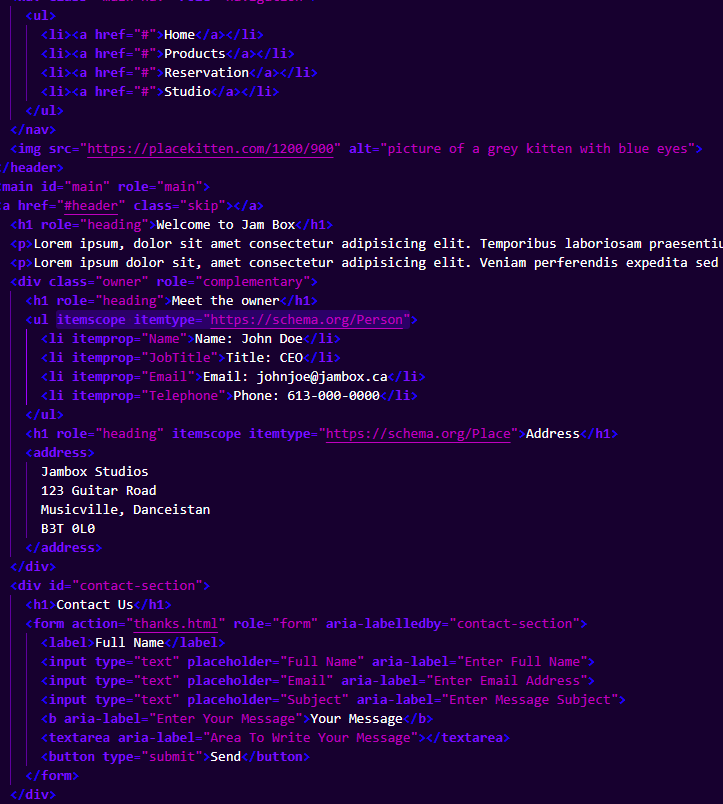 <ul>
<li><a href="#">Home</a></li>
<li><a href="#">Products</a></li>
<li><a href="#">Reservation</a></li>
<li><a href="#">Studio</a></li>
</ul>
</nav>
<img src="https://placekitten.com/1200/900" alt="picture of a grey kitten with blue eyes">
</header>
<main id="main" role="main">
a href="#header" class="skip"></a>
<h1 role="heading">Welcome to Jam Box</h1>
<p>Lorem ipsum, dolor sit amet consectetur adipisicing elit. Temporibus laboriosam praesentiu
<p>Lorem ipsum dolor sit, amet consectetur adipisicing elit. Veniam perferendis expedita sed
<div class="owner" role="complementary">
<h1 role="heading">Meet the owner</h1>
<ul itemscope itemtype="https://schema.org/Person">
<li itemprop="Name">Name: John Doe</li>
<li itemprop="JobTitle">Title: CEO</li>
<li itemprop="Email">Email: johnjoe@jambox.ca</li>
<li itemprop="Telephone">Phone: 613-000-0000</li>
</ul>
<h1 role="heading" itemscope itemtype="https://schema.org/Place">Address</h1>
<address>
Jambox Studios
123 Guitar Road
Musicville, Danceistan
B3T 0L0
</address>
</div>
<div id="contact-section">
<h1>Contact Us</h1>
<form action="thanks.html" role="form" aria-labelledby="contact-section">
<label>Full Name</label>
<input type="text" placeholder="Full Name" aria-label="Enter Full Name">
<input type="text" placeholder="Email" aria-label="Enter Email Address">
<input type="text" placeholder="Subject" aria-label="Enter Message Subject">
<b aria-label="Enter Your Message">Your Message</b>
<textarea aria-label="Area To Write Your Message"></textarea>
<button type="submit">Send</button>
</form>
</div>